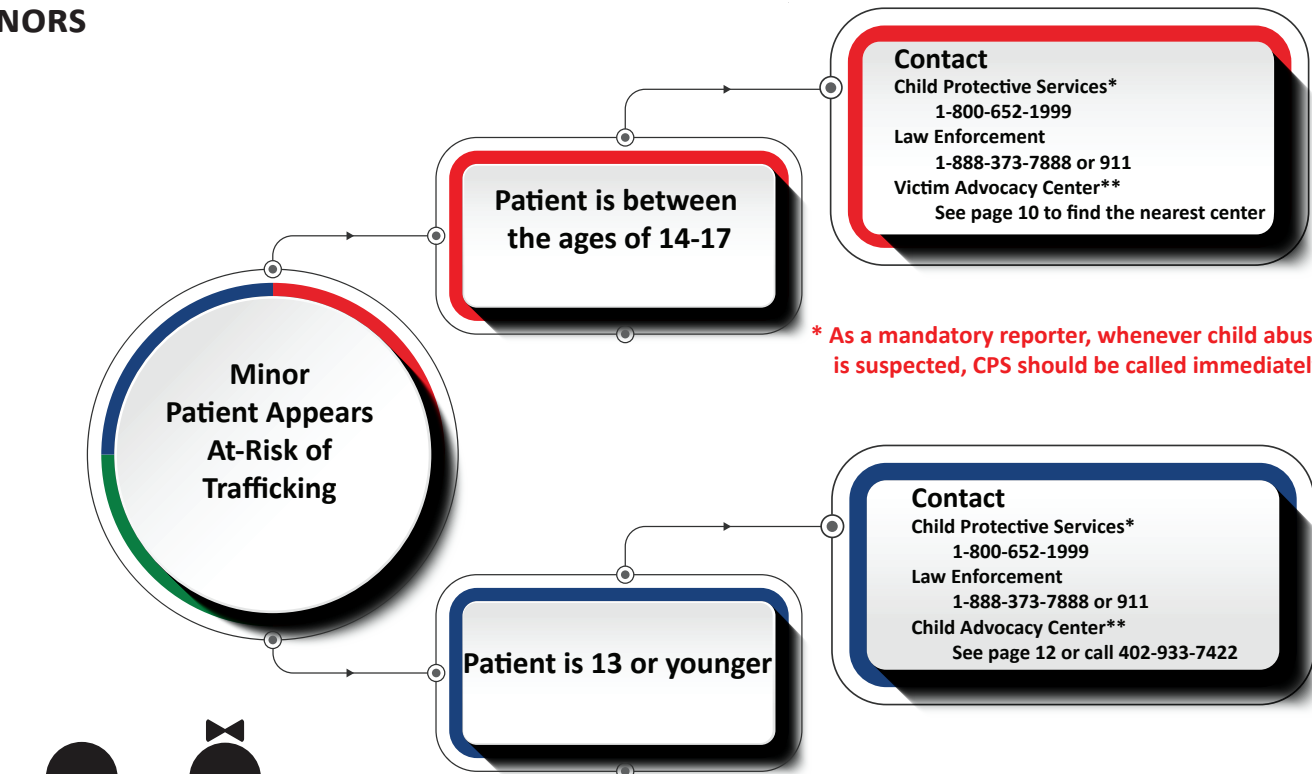 NORS
Contact
Child Protective Services*
1-800-652-1999
Law Enforcement
1-888-373-7888 or 911
Victim Advocacy Center**
See page 10 to find the nearest center
Patient is between
the ages of 14-17
* As a mandatory reporter, whenever child abus
is suspected, CPS should be called immediatel
Minor
Patient Appears
At-Risk of
Trafficking
Contact
Child Protective Services*
1-800-652-1999
Law Enforcement
1-888-373-7888 or 911
Child Advocacy Center**
See page 12 or call 402-933-7422
Patient is 13 or younger